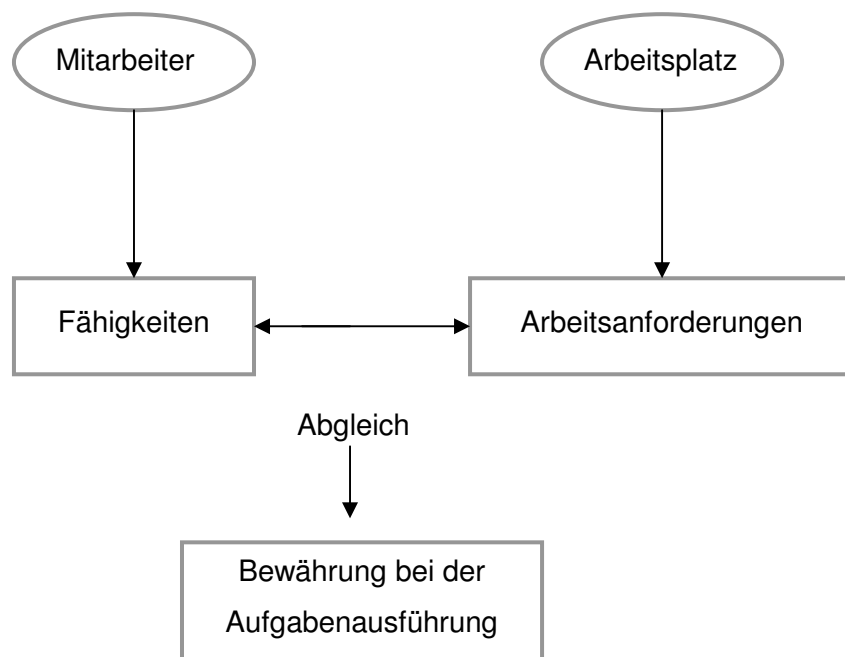 Mitarbeiter
Arbeitsplatz
Fähigkeiten
Arbeitsanforderungen
Abgleich
Bewährung bei der
Aufgabenausführung